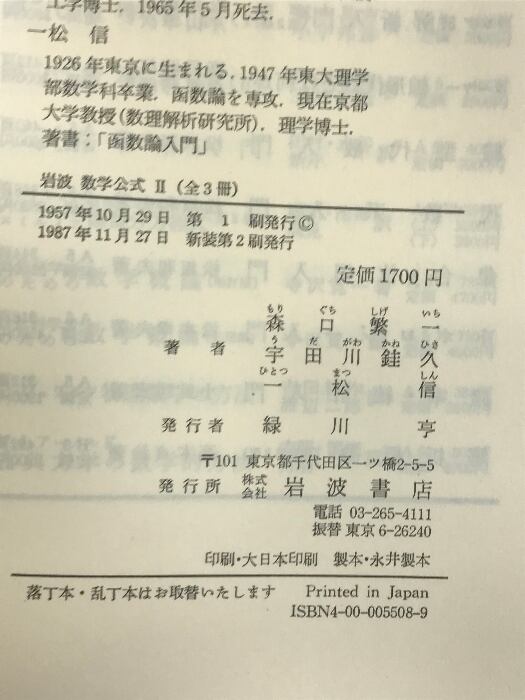 工学博士. 1965年5月死去.
一松 信
1926年東京に生まれる. 1947年東大理学
部数学科卒業. 函数論を専攻. 現在京都
大学教授(数理解析研究所). 理学博士.
著書:「函数論入門」
岩波 数学公式 II (全3冊)
1957年10月29日 第1刷発行©
1987年11月27日 新装第2刷発行
定価1700円
もり ぐち しげ いち
森口繁一
う だ がわ かね ひさ
著者 宇田川銈久
ひとつ まつ しん
一松信
発行者 緑川亨
〒101 東京都千代田区一ツ橋2-5-5
発行所 株式会社 岩波書店
電話 03-265-4111
振替 東京6-26240
印刷・大日本印刷 製本・永井製本
落丁本・乱丁本はお取替いたします Printed in Japan
ISBN4-00-005508-9